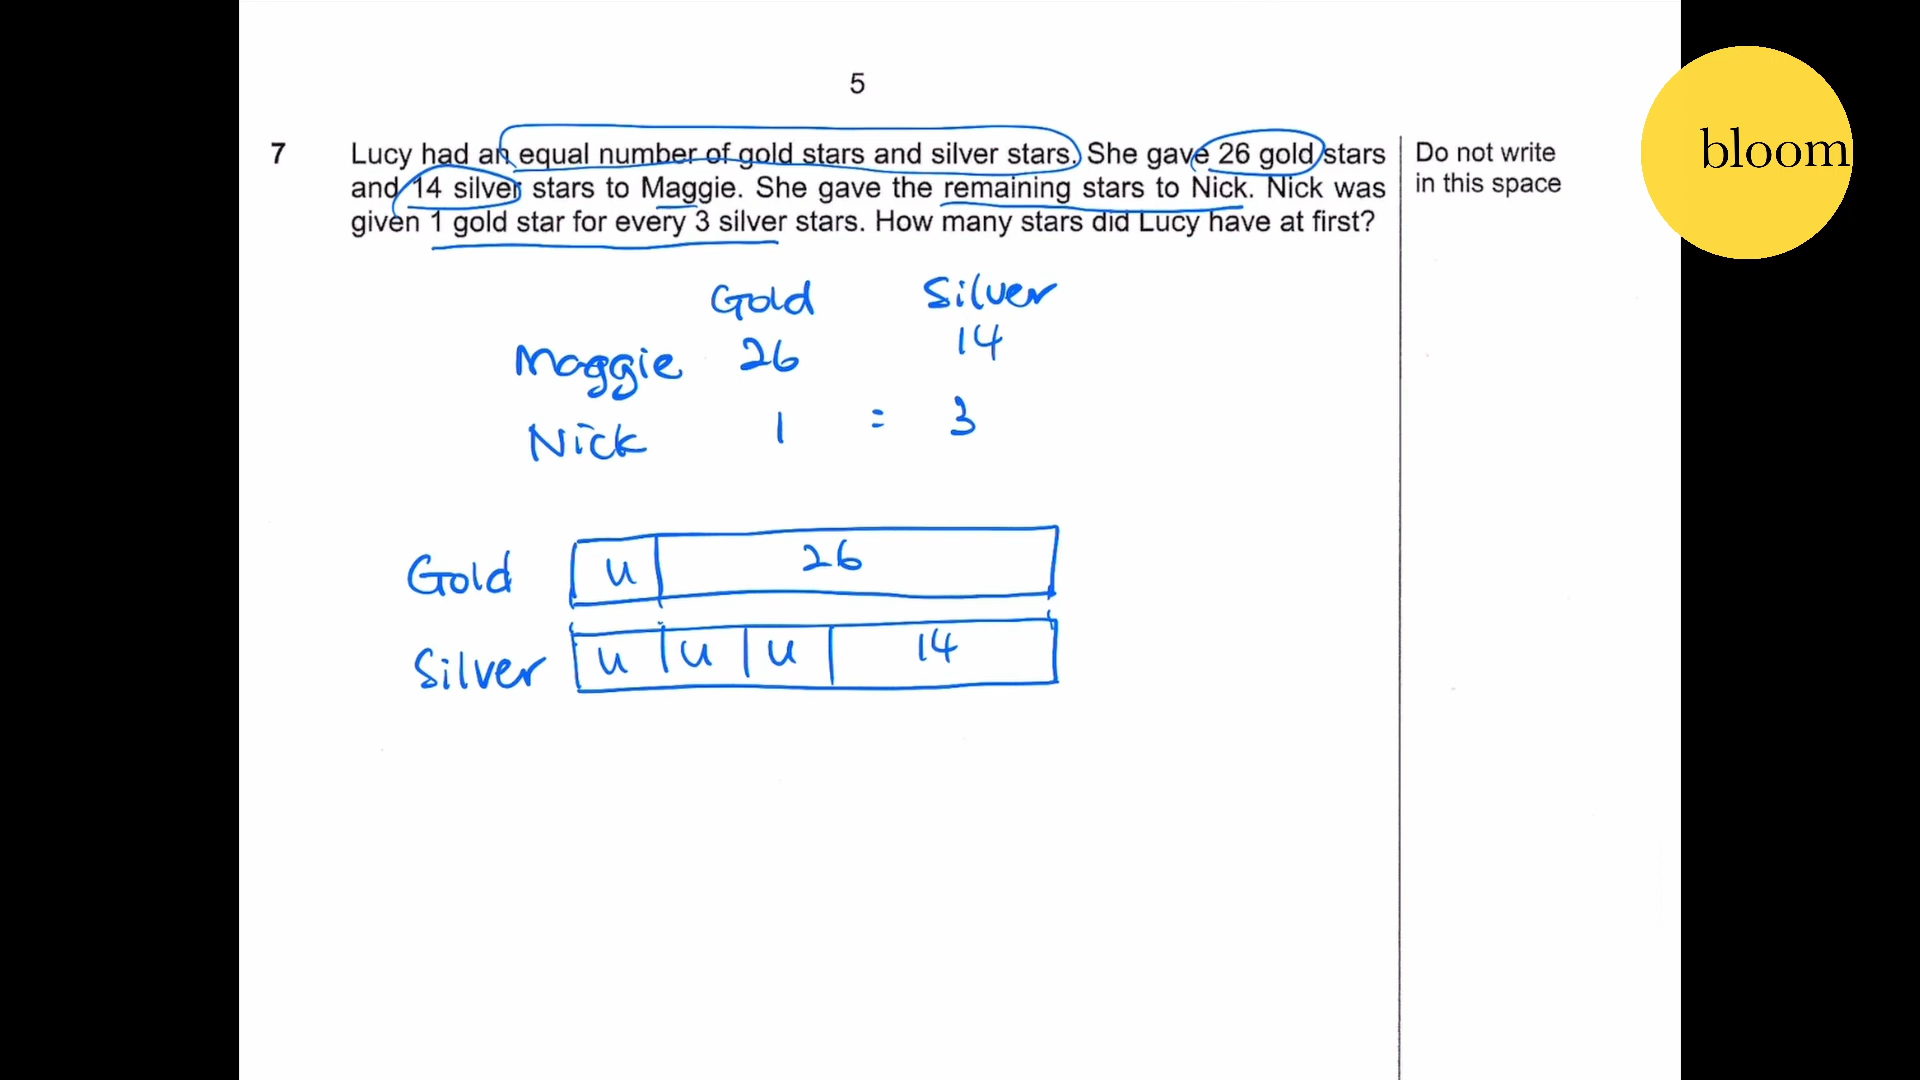 5
bloom
7 Lucy had an equal number of gold stars and silver stars. She gave 26 gold stars
and 14 silver stars to Maggie. She gave the remaining stars to Nick. Nick was
given 1 gold star for every 3 silver stars. How many stars did Lucy have at first?
Do not write
in this space
Gold Silver
Maggie 26 14
Nick 1 : 3
Gold u 26
Silver u u u 14